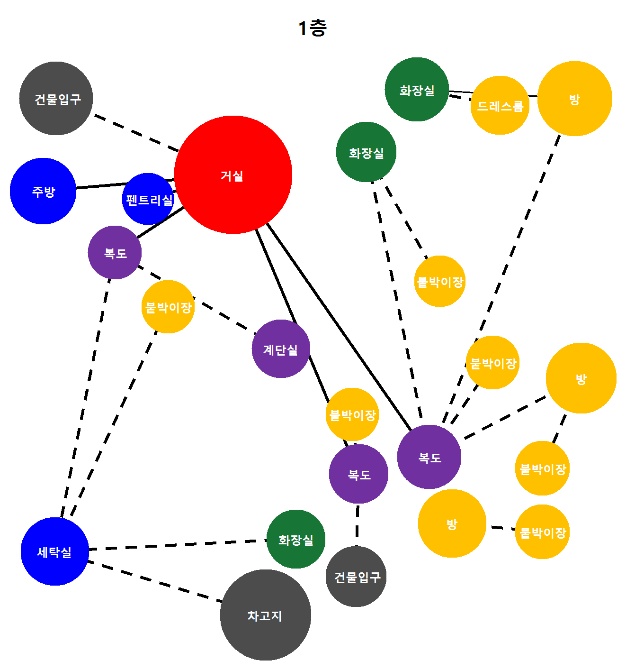 1층
화장실
건물입구
방
드레스룸
화장실
거실
주방
펜트리실
복도
붙박이장
붙박이장
계단실
붙박이장
방
붙박이장
복도
붙박이장
복도
방
붙박이장
화장실
세탁실
건물입구
차고지